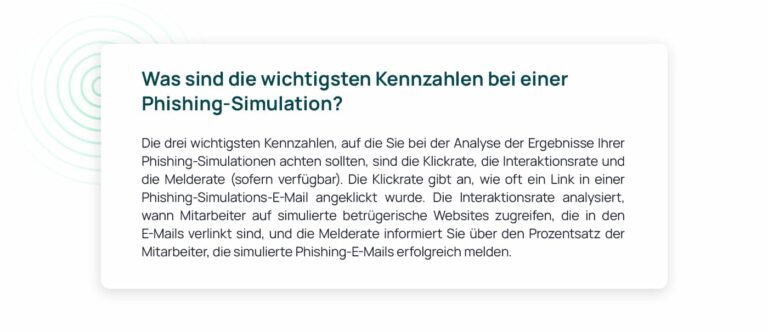 Was sind die wichtigsten Kennzahlen bei einer
Phishing-Simulation?
Die drei wichtigsten Kennzahlen, auf die Sie bei der Analyse der Ergebnisse Ihrer
Phishing-Simulationen achten sollten, sind die Klickrate, die Interaktionsrate und
die Melderate (sofern verfügbar). Die Klickrate gibt an, wie oft ein Link in einer
Phishing-Simulations-E-Mail angeklickt wurde. Die Interaktionsrate analysiert,
wann Mitarbeiter auf simulierte betrügerische Websites zugreifen, die in den
E-Mails verlinkt sind, und die Melderate informiert Sie über den Prozentsatz der
Mitarbeiter, die simulierte Phishing-E-Mails erfolgreich melden.